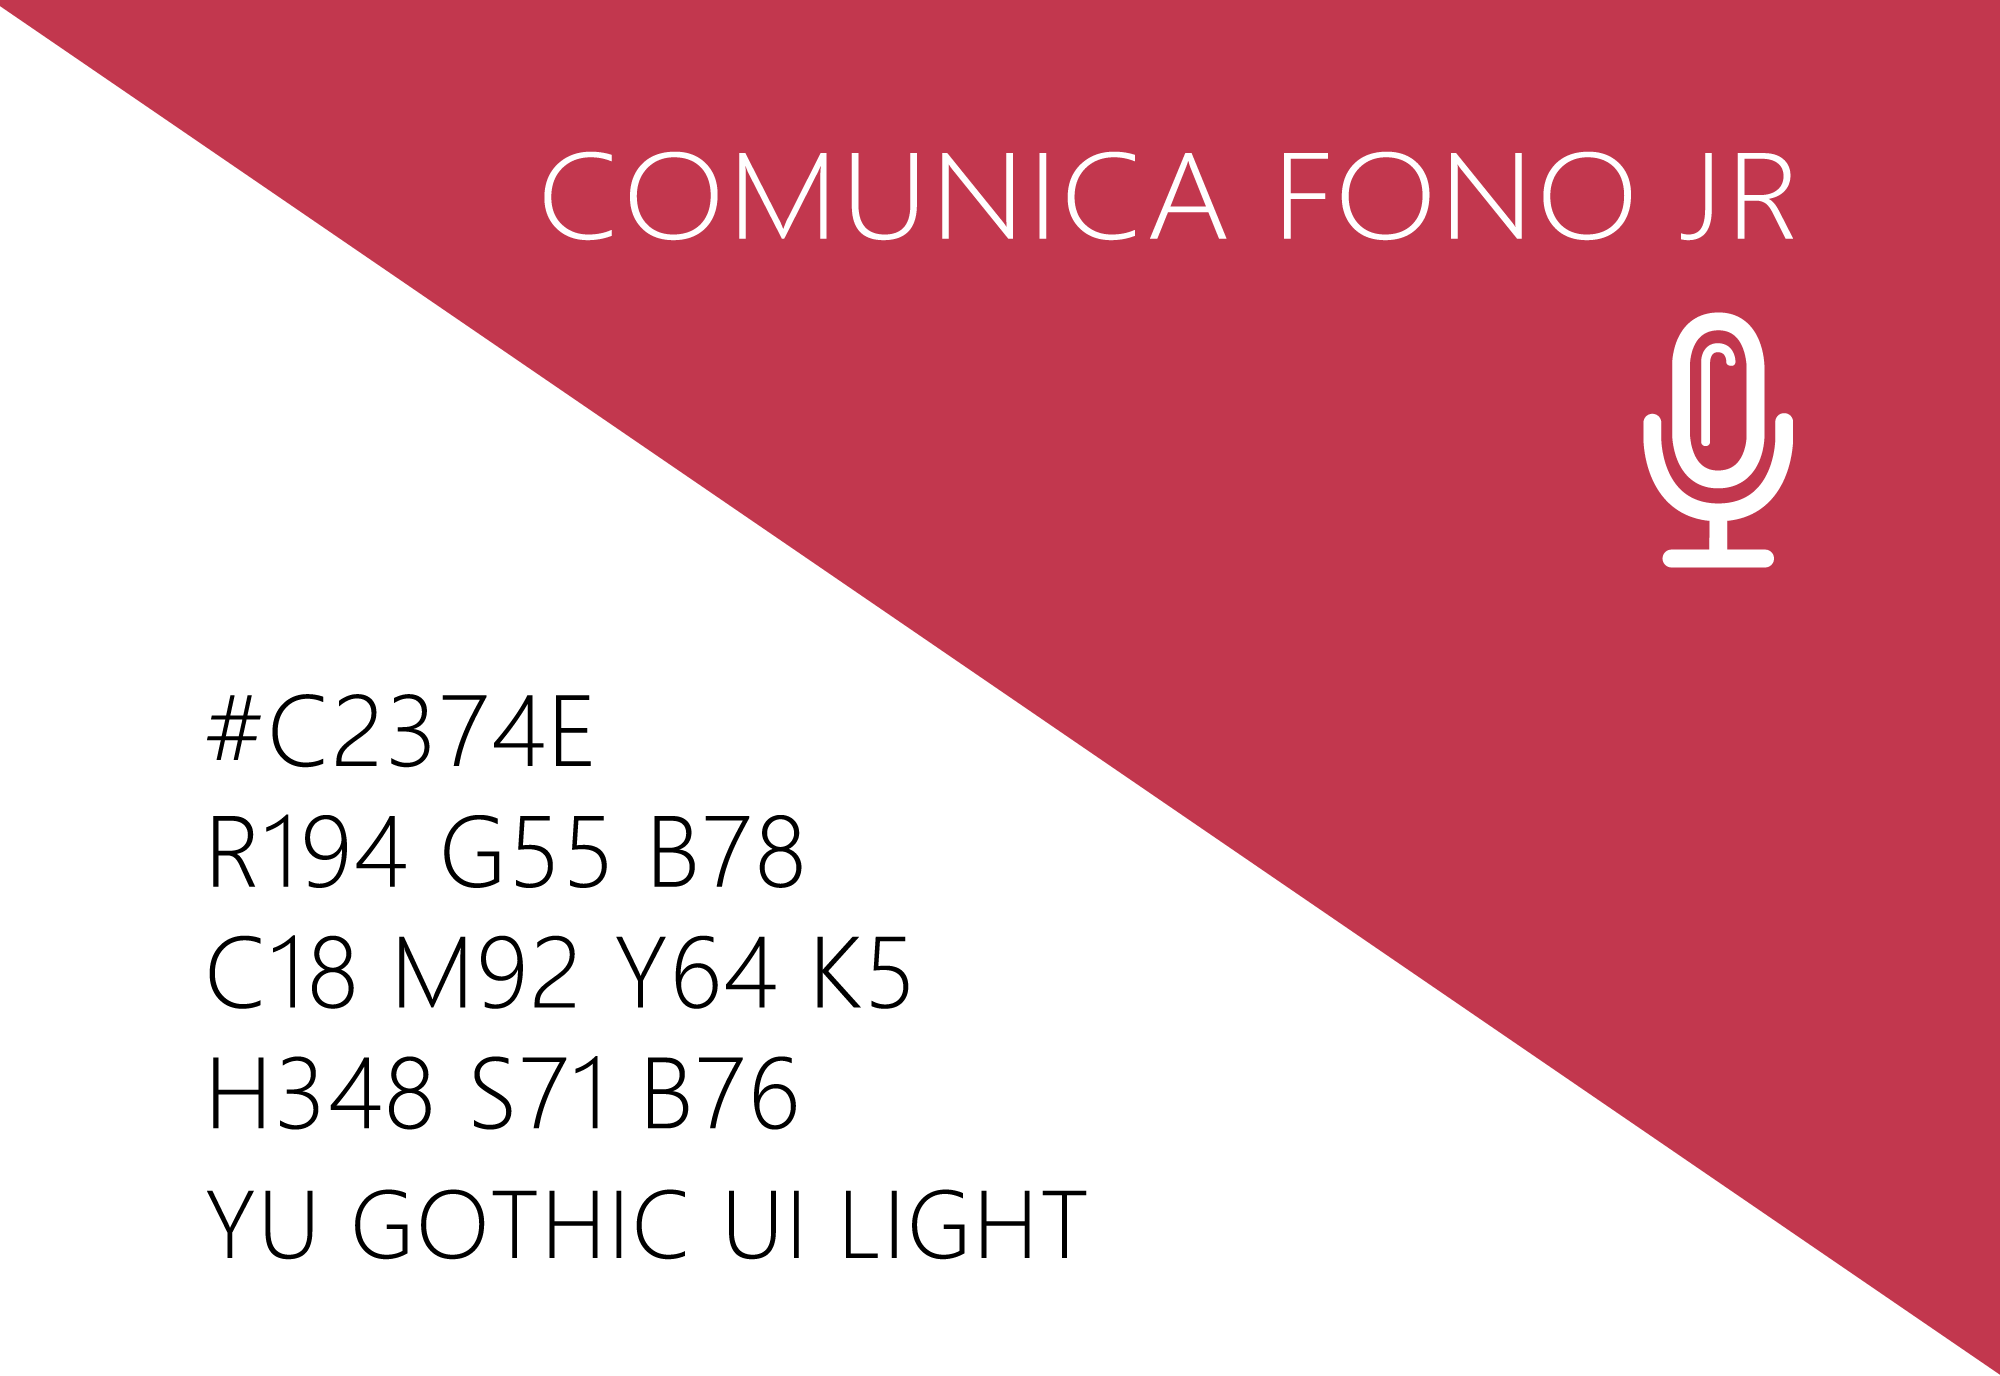 COMUNICA FONO JR
#C2374E
R194 G55 B78
C18 M92 Y64 K5
H348 S71 B76
YU GOTHIC UI LIGHT